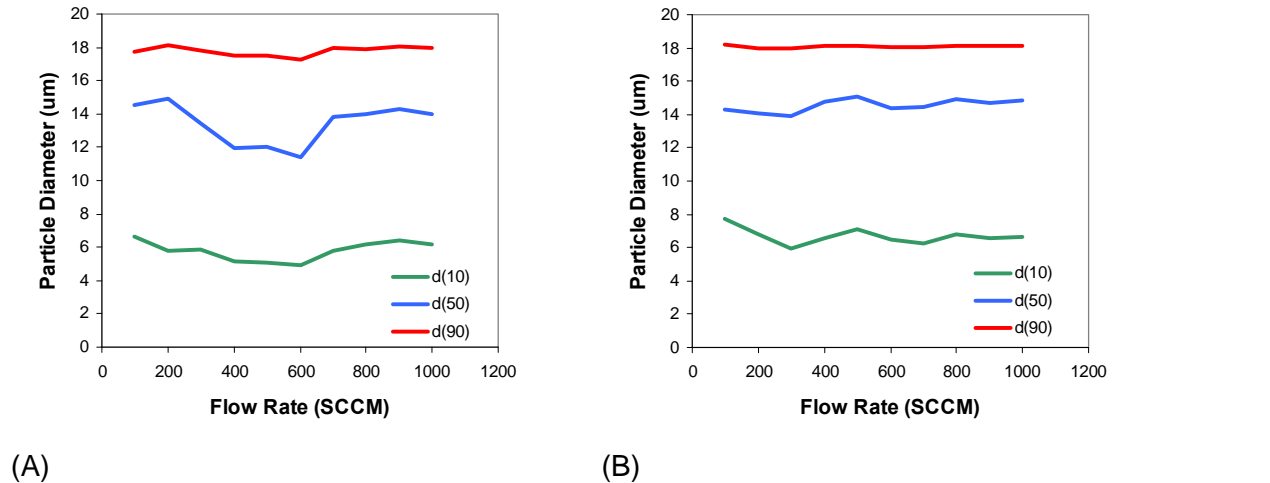 20
18
16
14
12
10
8
6
4
2
0
Particle Diameter (um)
d(10)
d(50)
d(90)
0 200 400 600 800 1000 1200
Flow Rate (SCCM)
(A)
20
18
16
14
12
10
8
6
4
2
0
Particle Diameter (um)
d(10)
d(50)
d(90)
0 200 400 600 800 1000 1200
Flow Rate (SCCM)
(B)